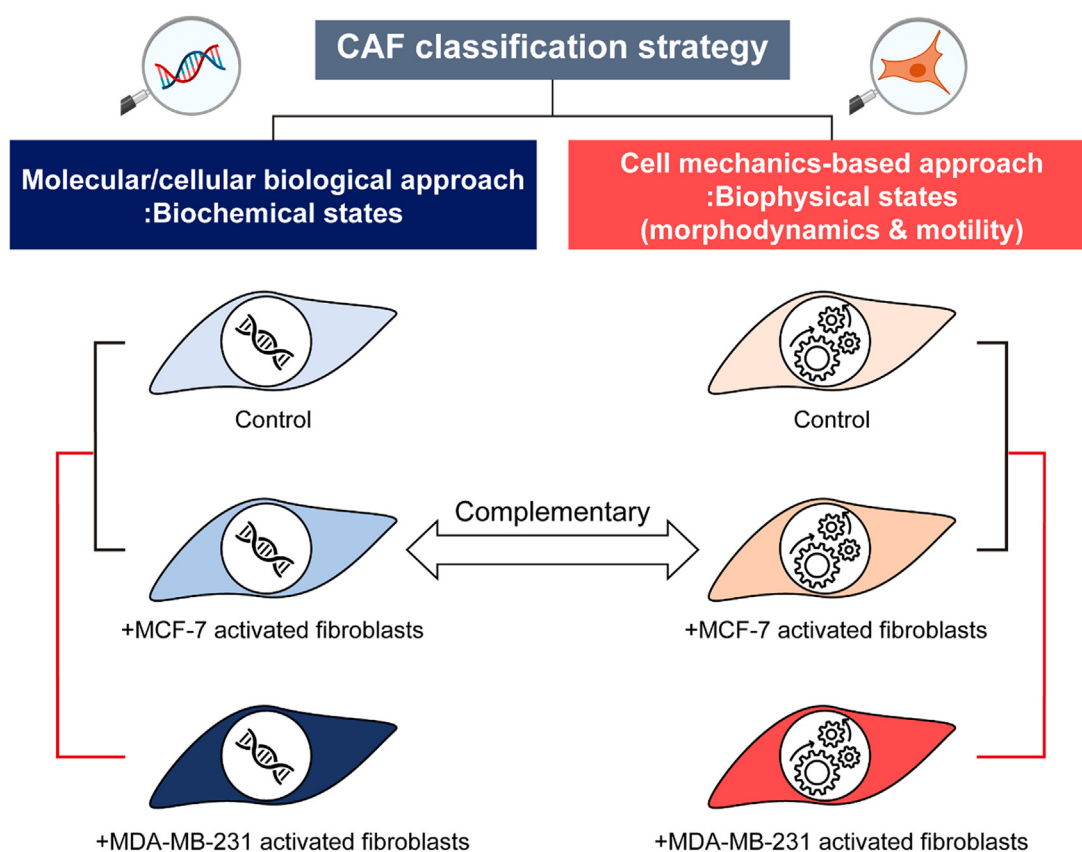 CAF classification strategy
Molecular/cellular biological approach
:Biochemical states
Cell mechanics-based approach
:Biophysical states
(morphodynamics & motility)
Control
Control
Complementary
+MCF-7 activated fibroblasts
+MCF-7 activated fibroblasts
+MDA-MB-231 activated fibroblasts
+MDA-MB-231 activated fibroblasts